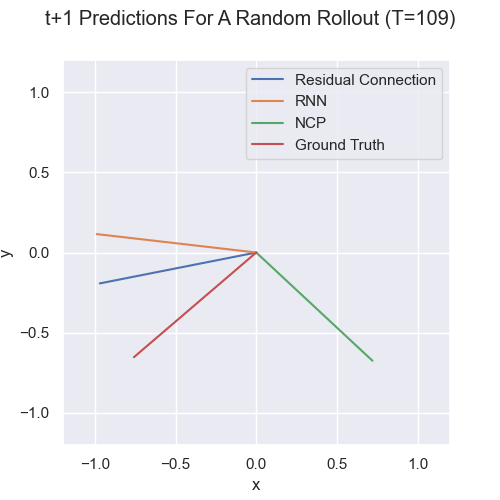 t+1 Predictions For A Random Rollout (T=109)
Residual Connection
RNN
NCP
Ground Truth
1.0
0.5
0.0
−0.5
−1.0
y
−1.0 −0.5 0.0 0.5 1.0
x